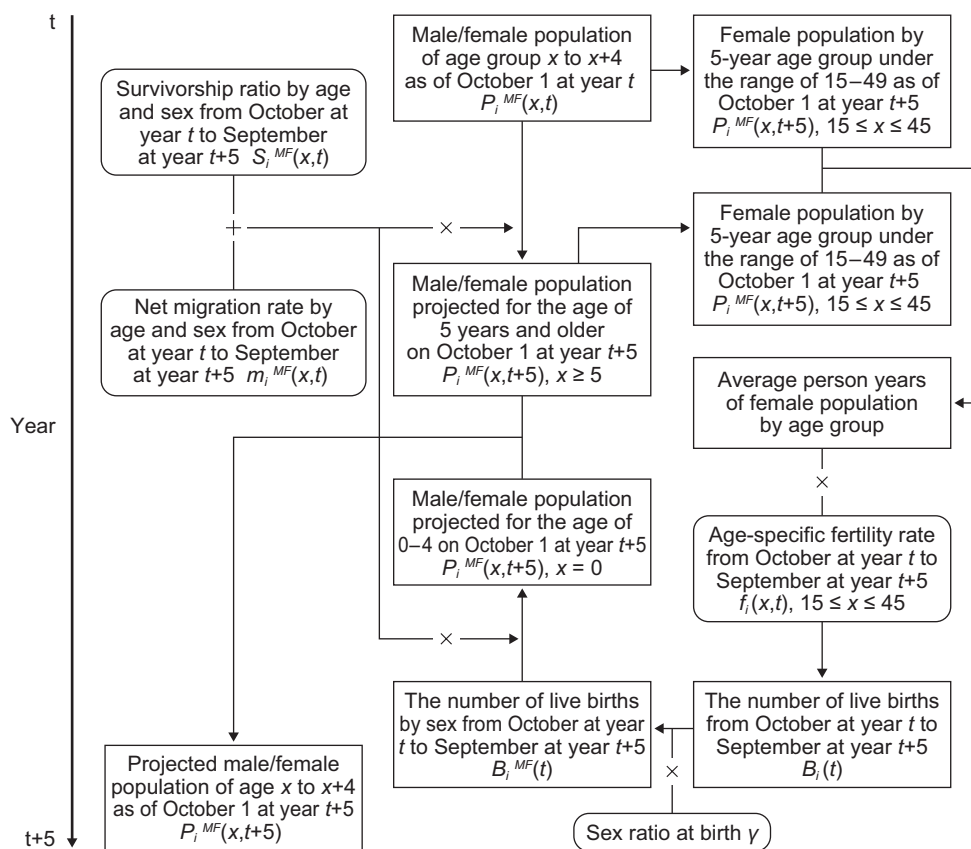 t
Year
t+5
Survivorship ratio by age
and sex from October at
year t to September
at year t+5 S_i^MF(x,t)
+
Net migration rate by
age and sex from October
at year t to September
at year t+5 m_i^MF(x,t)
Male/female population
of age group x to x+4
as of October 1 at year t
P_i^MF(x,t)
×
Male/female population
projected for the age of
5 years and older
on October 1 at year t+5
P_i^MF(x,t+5), x ≥ 5
Male/female population
projected for the age of
0–4 on October 1 at year t+5
P_i^MF(x,t+5), x = 0
×
The number of live births
by sex from October at year
t to September at year t+5
B_i^MF(t)
Projected male/female
population of age x to x+4
as of October 1 at year t+5
P_i^MF(x,t+5)
Female population by
5-year age group under
the range of 15–49 as of
October 1 at year t+5
P_i^MF(x,t+5), 15 ≤ x ≤ 45
Female population by
5-year age group under
the range of 15–49 as of
October 1 at year t+5
P_i^MF(x,t+5), 15 ≤ x ≤ 45
Average person years
of female population
by age group
×
Age-specific fertility rate
from October at year t to
September at year t+5
f_i(x,t), 15 ≤ x ≤ 45
The number of live births
from October at year t to
September at year t+5
B_i(t)
×
Sex ratio at birth γ